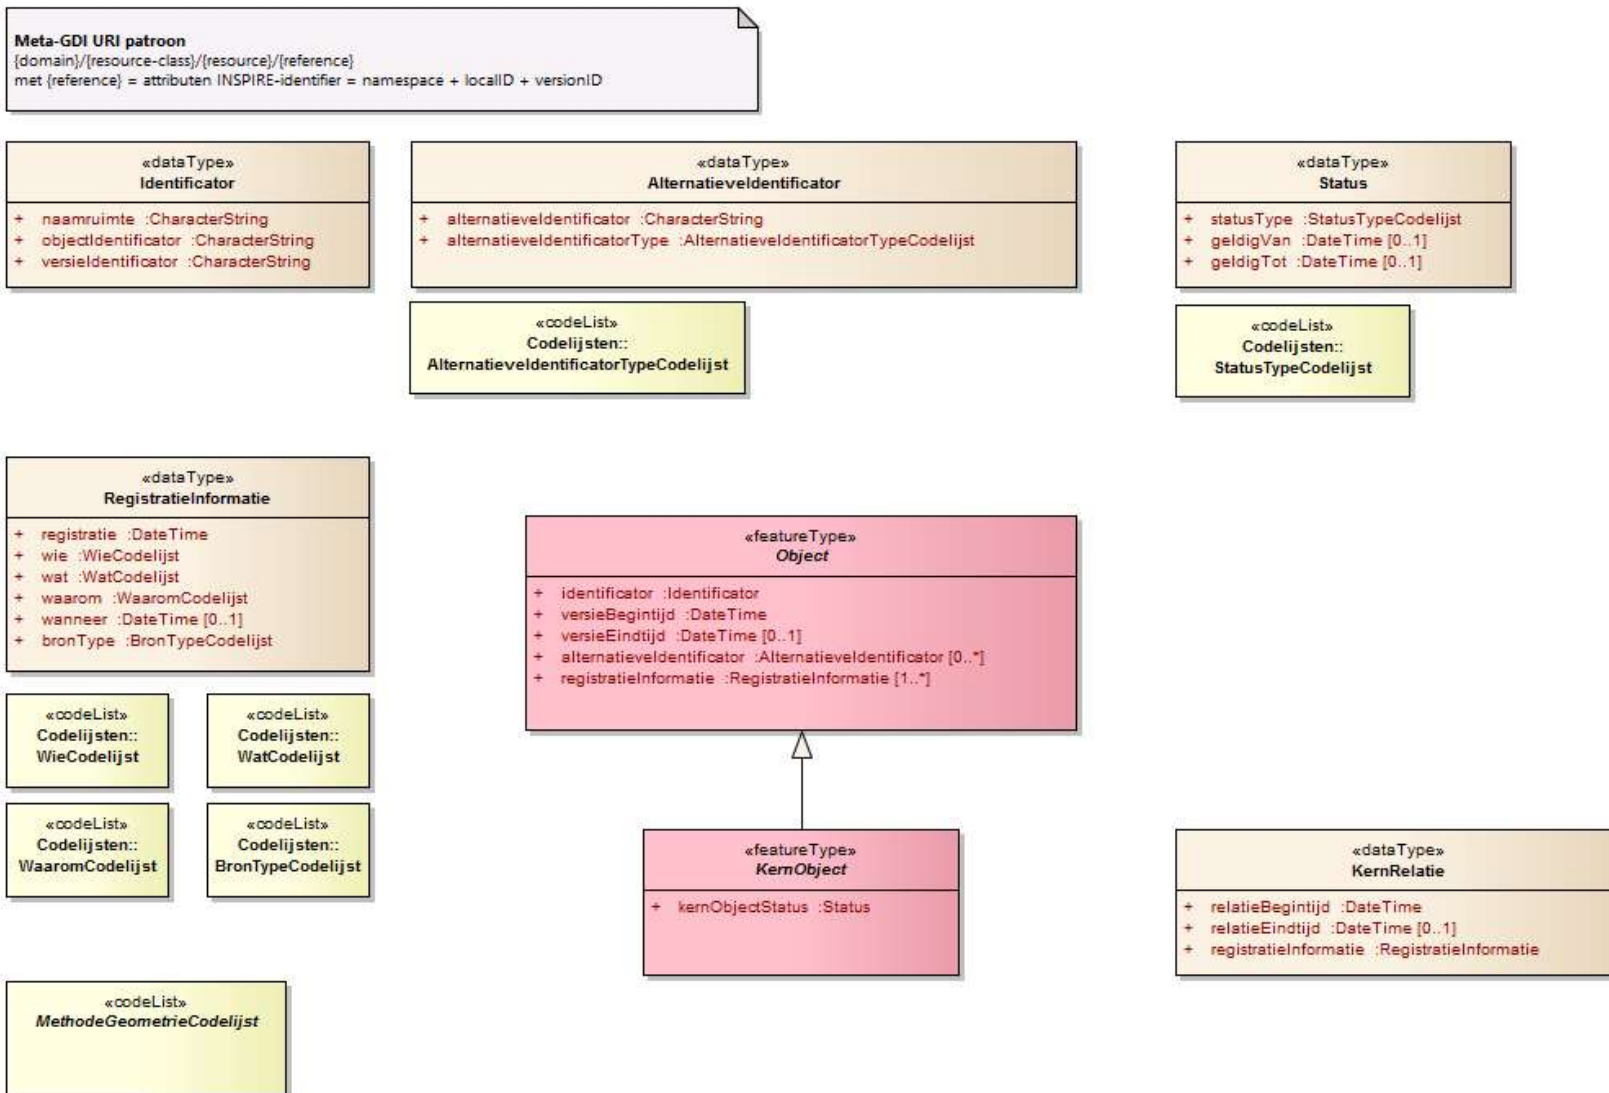 Meta-GDI URI patroon
{domain}/{resource-class}/{resource}/{reference}
met {reference} = attributen INSPIRE-identifier = namespace + localID + versionID
«dataType»
Identificator
+ naamruimte :CharacterString
+ objectIdentificator :CharacterString
+ versieIdentificator :CharacterString
«dataType»
AlternatieveIdentificator
+ alternatieveIdentificator :CharacterString
+ alternatieveIdentificatorType :AlternatieveIdentificatorTypeCodelijst
«dataType»
Status
+ statusType :StatusTypeCodelijst
+ geldigVan :DateTime [0..1]
+ geldigTot :DateTime [0..1]
«codeList»
Codelijsten::
AlternatieveIdentificatorTypeCodelijst
«codeList»
Codelijsten::
StatusTypeCodelijst
«dataType»
RegistratieInformatie
+ registratie :DateTime
+ wie :WieCodelijst
+ wat :WatCodelijst
+ waarom :WaaromCodelijst
+ wanneer :DateTime [0..1]
+ bronType :BronTypeCodelijst
«featureType»
Object
+ identificator :Identificator
+ versieBegintijd :DateTime
+ versieEindtijd :DateTime [0..1]
+ alternatieveIdentificator :AlternatieveIdentificator [0..*]
+ registratieInformatie :RegistratieInformatie [1..*]
«codeList»
Codelijsten::
WieCodelijst
«codeList»
Codelijsten::
WatCodelijst
«codeList»
Codelijsten::
WaaromCodelijst
«codeList»
Codelijsten::
BronTypeCodelijst
«featureType»
KernObject
+ kernObjectStatus :Status
«dataType»
KernRelatie
+ relatieBegintijd :DateTime
+ relatieEindtijd :DateTime [0..1]
+ registratieInformatie :RegistratieInformatie
«codeList»
MethodeGeometrieCodelijst